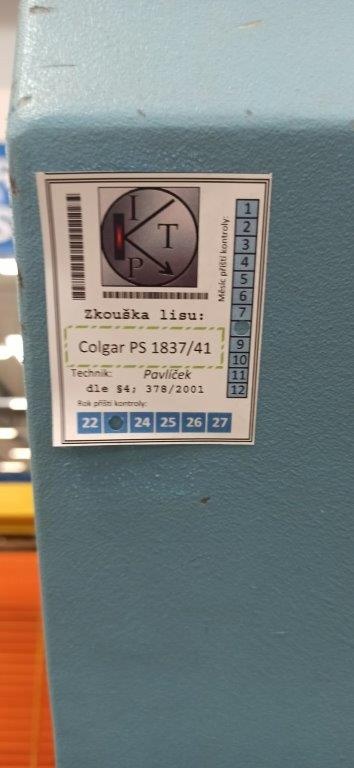 I
T
P
Zkouška lisu:
Colgar PS 1837/41
Technik: Pavlíček
dle §4; 378/2001
Rok příští kontroly:
22 24 25 26 27
Měsíc příští kontroly:
1
2
3
4
5
6
7
9
10
11
12